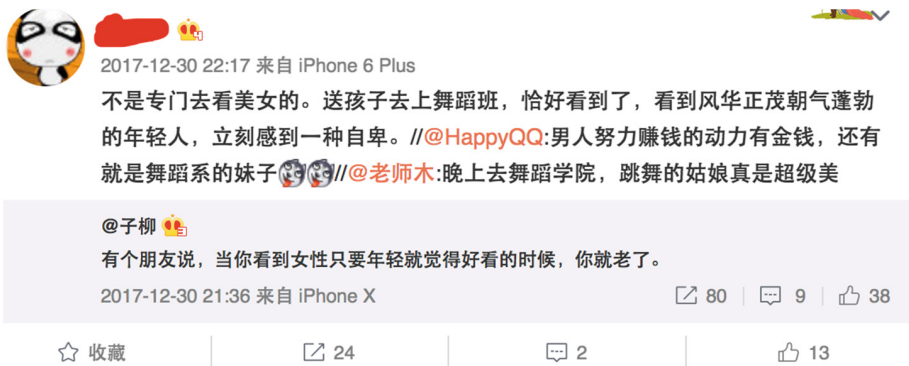 2017-12-30 22:17 来自 iPhone 6 Plus
不是专门去看美女的。送孩子去上舞蹈班，恰好看到了，看到风华正茂朝气蓬勃
的年轻人，立刻感到一种自卑。//@HappyQQ:男人努力赚钱的动力有金钱，还有
就是舞蹈系的妹子//@老师木:晚上去舞蹈学院，跳舞的姑娘真是超级美
@子柳
有个朋友说，当你看到女性只要年轻就觉得好看的时候，你就老了。
2017-12-30 21:36 来自 iPhone X 80 9 38
收藏 24 2 13